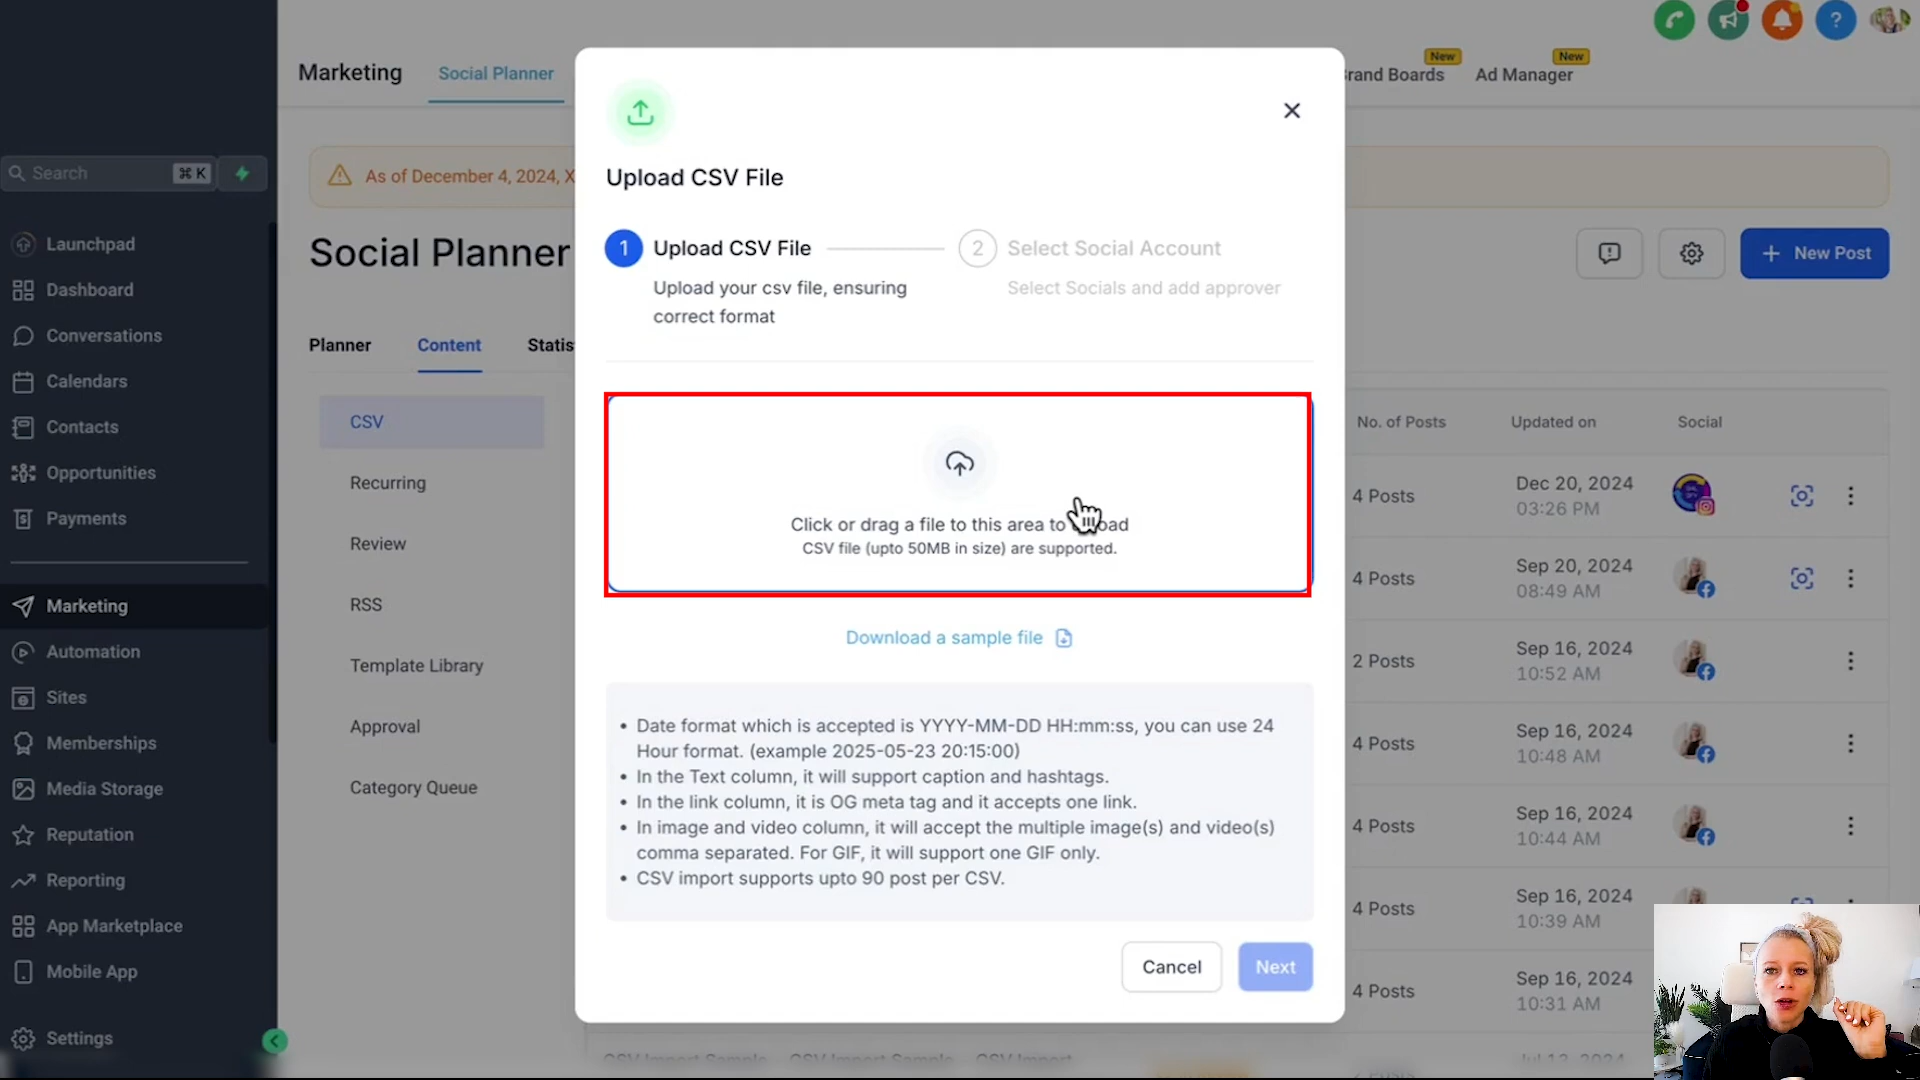 Marketing
Social Planner
Brand Boards
New
Ad Manager
New
?
Search
⌘ K
Launchpad
Dashboard
Conversations
Calendars
Contacts
Opportunities
Payments
Marketing
Automation
Sites
Memberships
Media Storage
Reputation
Reporting
App Marketplace
Mobile App
Settings
As of December 4, 2024, X
Social Planner
New Post
Planner
Content
Statis
CSV
Recurring
Review
RSS
Template Library
Approval
Category Queue
Upload CSV File
1 Upload CSV File
Upload your csv file, ensuring
correct format
2 Select Social Account
Select Socials and add approver
Click or drag a file to this area to upload
CSV file (upto 50MB in size) are supported.
Download a sample file
• Date format which is accepted is YYYY-MM-DD HH:mm:ss, you can use 24
Hour format. (example 2025-05-23 20:15:00)
• In the Text column, it will support caption and hashtags.
• In the link column, it is OG meta tag and it accepts one link.
• In image and video column, it will accept the multiple image(s) and video(s)
comma separated. For GIF, it will support one GIF only.
• CSV import supports upto 90 post per CSV.
Cancel
Next
No. of Posts
Updated on
Social
4 Posts
Dec 20, 2024
03:26 PM
4 Posts
Sep 20, 2024
08:49 AM
2 Posts
Sep 16, 2024
10:52 AM
4 Posts
Sep 16, 2024
10:48 AM
4 Posts
Sep 16, 2024
10:44 AM
4 Posts
Sep 16, 2024
10:39 AM
4 Posts
Sep 16, 2024
10:31 AM
CSV Import Sample
CSV Import Sample
CSV Import
Jul 12, 2024